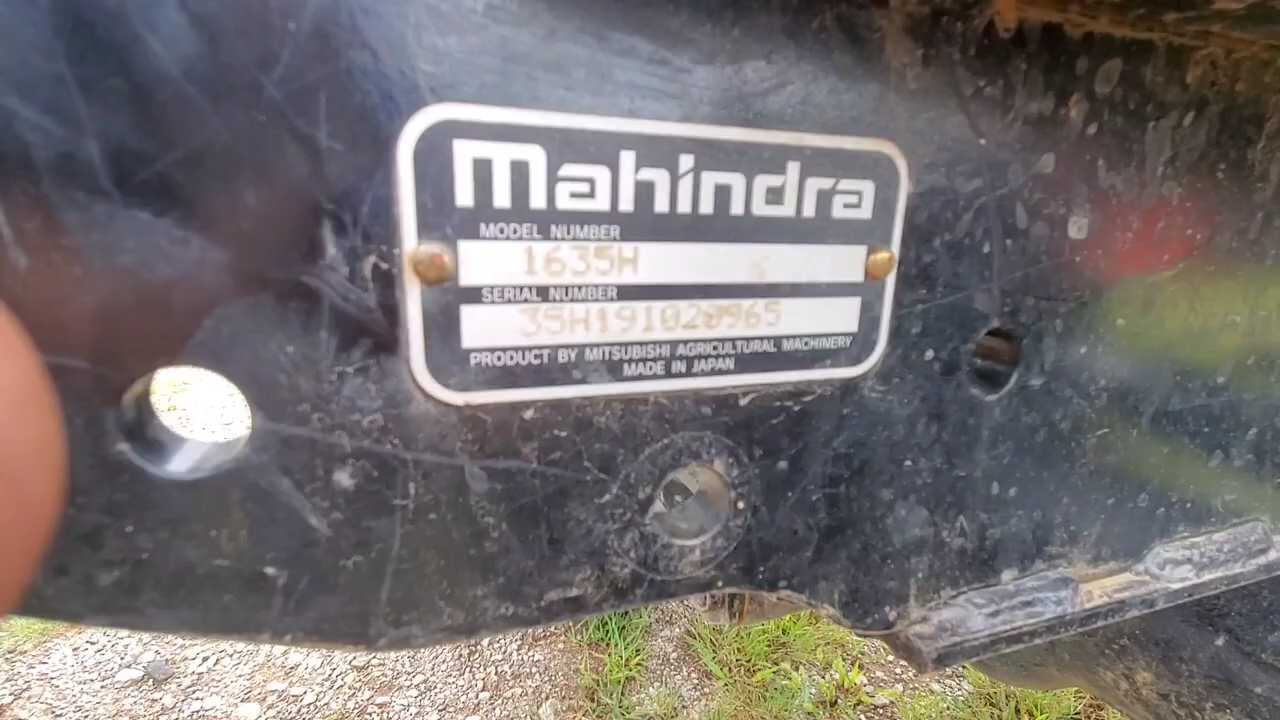 mahindra
MODEL NUMBER
1635H
SERIAL NUMBER
35H191020965
PRODUCT BY MITSUBISHI AGRICULTURAL MACHINERY
MADE IN JAPAN